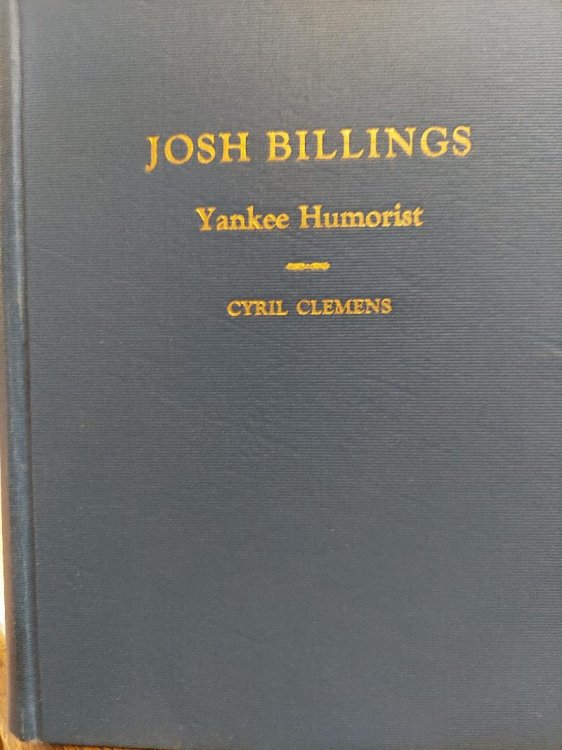 JOSH BILLINGS
Yankee Humorist
CYRIL CLEMENS